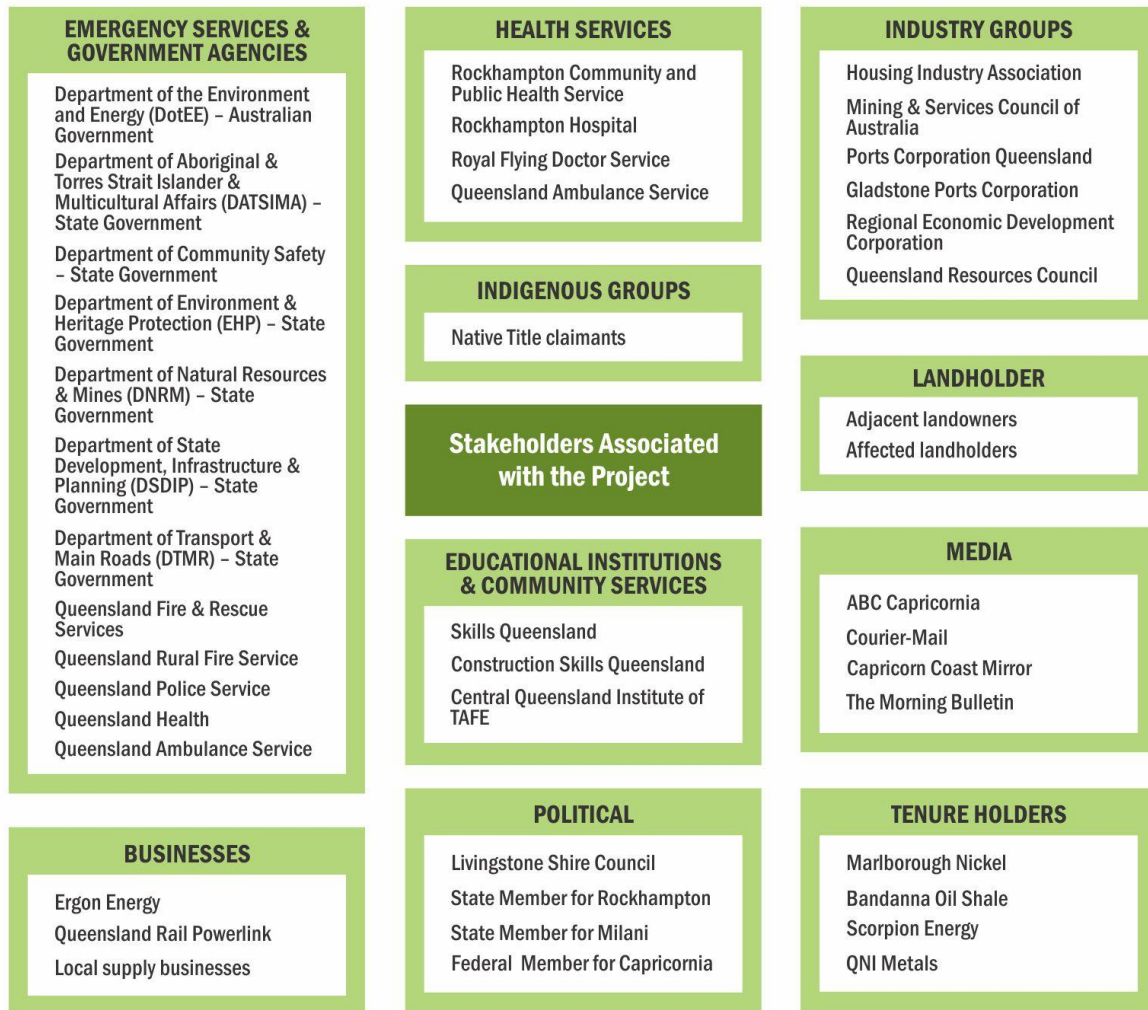 EMERGENCY SERVICES &
GOVERNMENT AGENCIES
Department of the Environment
and Energy (DotEE) – Australian
Government
Department of Aboriginal &
Torres Strait Islander &
Multicultural Affairs (DATSIMA) –
State Government
Department of Community Safety
– State Government
Department of Environment &
Heritage Protection (EHP) – State
Government
Department of Natural Resources
& Mines (DNRM) – State
Government
Department of State
Development, Infrastructure &
Planning (DSDIP) – State
Government
Department of Transport &
Main Roads (DTMR) – State
Government
Queensland Fire & Rescue
Services
Queensland Rural Fire Service
Queensland Police Service
Queensland Health
Queensland Ambulance Service
BUSINESSES
Ergon Energy
Queensland Rail Powerlink
Local supply businesses
HEALTH SERVICES
Rockhampton Community and
Public Health Service
Rockhampton Hospital
Royal Flying Doctor Service
Queensland Ambulance Service
INDIGENOUS GROUPS
Native Title claimants
Stakeholders Associated
with the Project
EDUCATIONAL INSTITUTIONS
& COMMUNITY SERVICES
Skills Queensland
Construction Skills Queensland
Central Queensland Institute of
TAFE
POLITICAL
Livingstone Shire Council
State Member for Rockhampton
State Member for Milani
Federal Member for Capricornia
INDUSTRY GROUPS
Housing Industry Association
Mining & Services Council of
Australia
Ports Corporation Queensland
Gladstone Ports Corporation
Regional Economic Development
Corporation
Queensland Resources Council
LANDHOLDER
Adjacent landowners
Affected landholders
MEDIA
ABC Capricornia
Courier-Mail
Capricorn Coast Mirror
The Morning Bulletin
TENURE HOLDERS
Marlborough Nickel
Bandanna Oil Shale
Scorpion Energy
QNI Metals